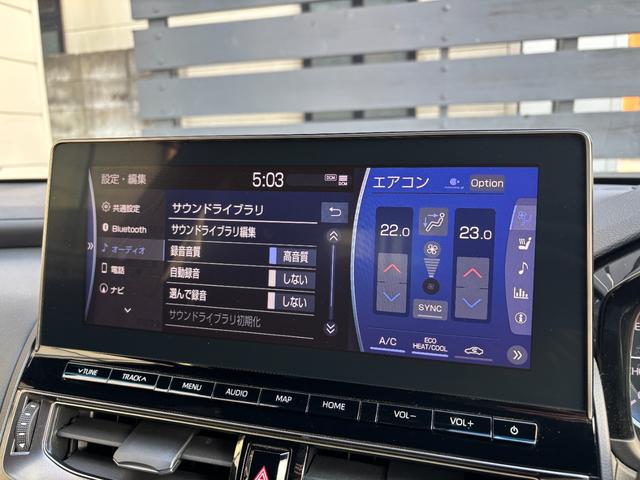 設定・編集
5:03
DCM
DCM
共通設定
Bluetooth
オーディオ
電話
ナビ
サウンドライブラリ
サウンドライブラリ編集
録音音質
高音質
自動録音
しない
選んで録音
しない
サウンドライブラリ初期化
エアコン
Option
22.0
23.0
SYNC
A/C
ECO
HEAT/COOL
∨TUNE
TRACK∧
MENU
AUDIO
MAP
HOME
VOL−
VOL+